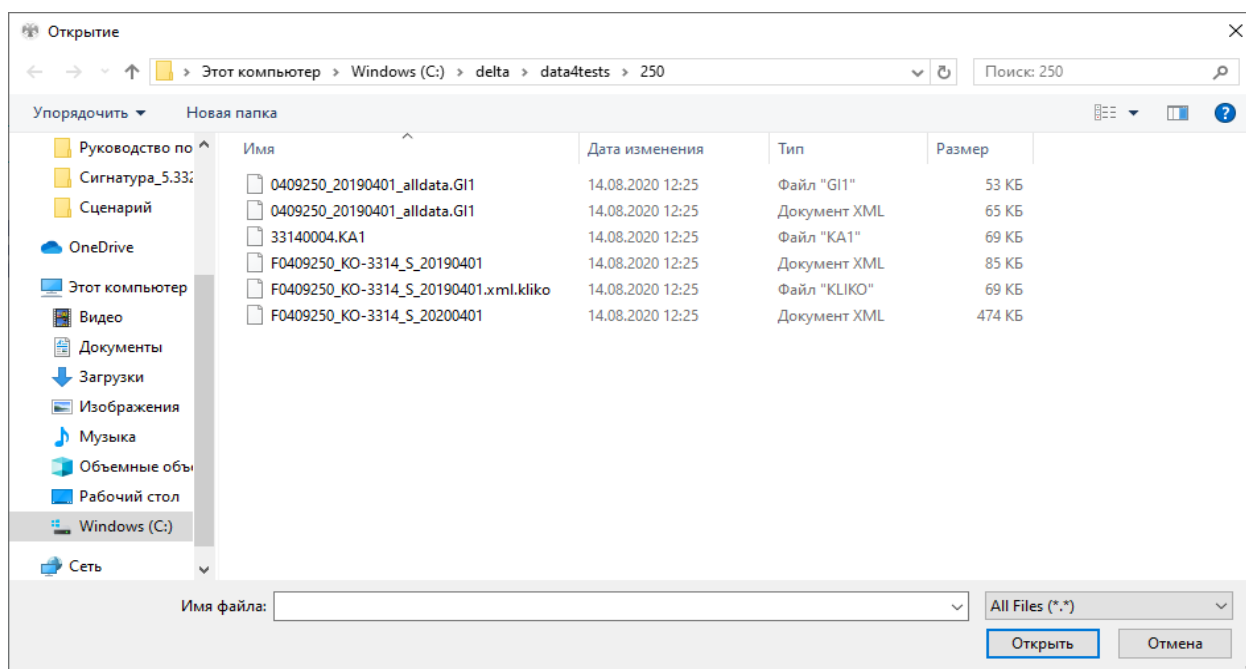 Открытие
Этот компьютер > Windows (C:) > delta > data4tests > 250
Поиск: 250
Упорядочить
Новая папка
Руководство по
Сигнатура_5.332
Сценарий
OneDrive
Этот компьютер
Видео
Документы
Загрузки
Изображения
Музыка
Объемные объ
Рабочий стол
Windows (C:)
Сеть
Имя Дата изменения Тип Размер
0409250_20190401_alldata.GI1 14.08.2020 12:25 Файл "GI1" 53 КБ
0409250_20190401_alldata.GI1 14.08.2020 12:25 Документ XML 65 КБ
33140004.KA1 14.08.2020 12:25 Файл "KA1" 69 КБ
F0409250_KO-3314_S_20190401 14.08.2020 12:25 Документ XML 85 КБ
F0409250_KO-3314_S_20190401.xml.kliko 14.08.2020 12:25 Файл "KLIKO" 69 КБ
F0409250_KO-3314_S_20200401 14.08.2020 12:25 Документ XML 474 КБ
Имя файла:
All Files (*.*)
Открыть Отмена